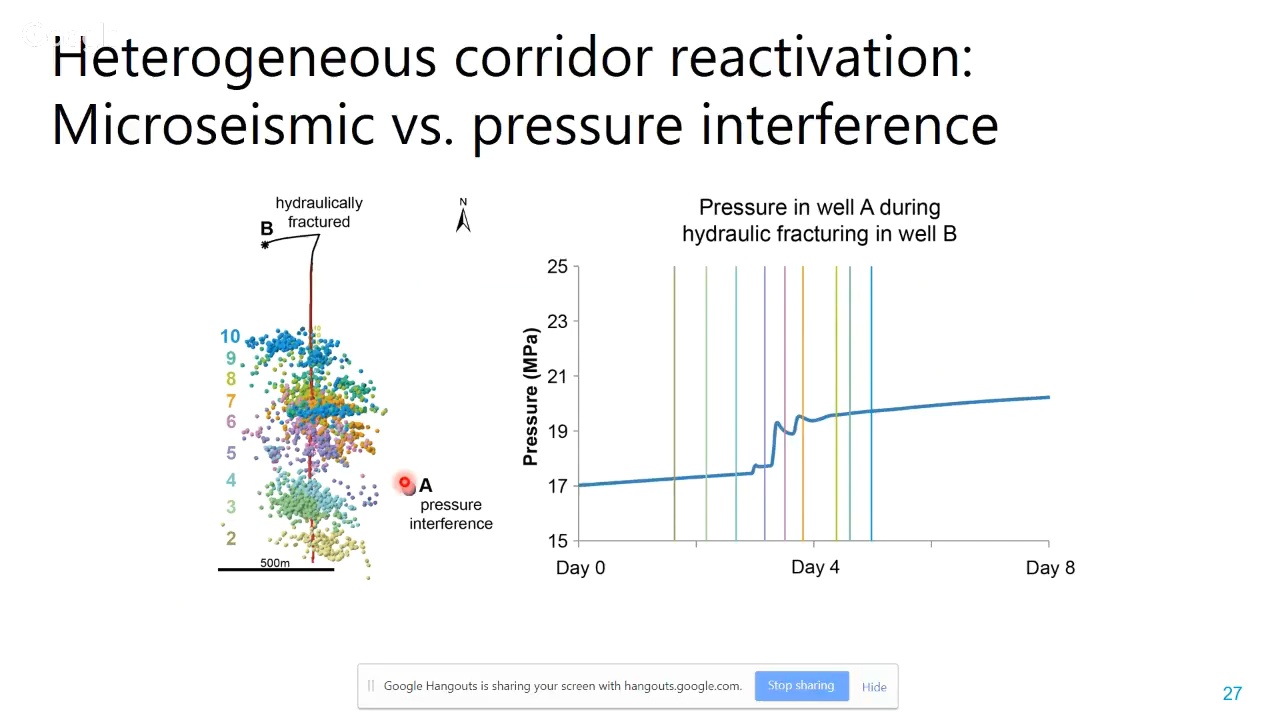 Google
Heterogeneous corridor reactivation:
Microseismic vs. pressure interference
hydraulically
fractured
B
N
10
9
8
7
6
5
4
3
2
A
pressure
interference
500m
Pressure in well A during
hydraulic fracturing in well B
Pressure (MPa)
25
23
21
19
17
15
Day 0
Day 4
Day 8
Google Hangouts is sharing your screen with hangouts.google.com.
Stop sharing
Hide
27